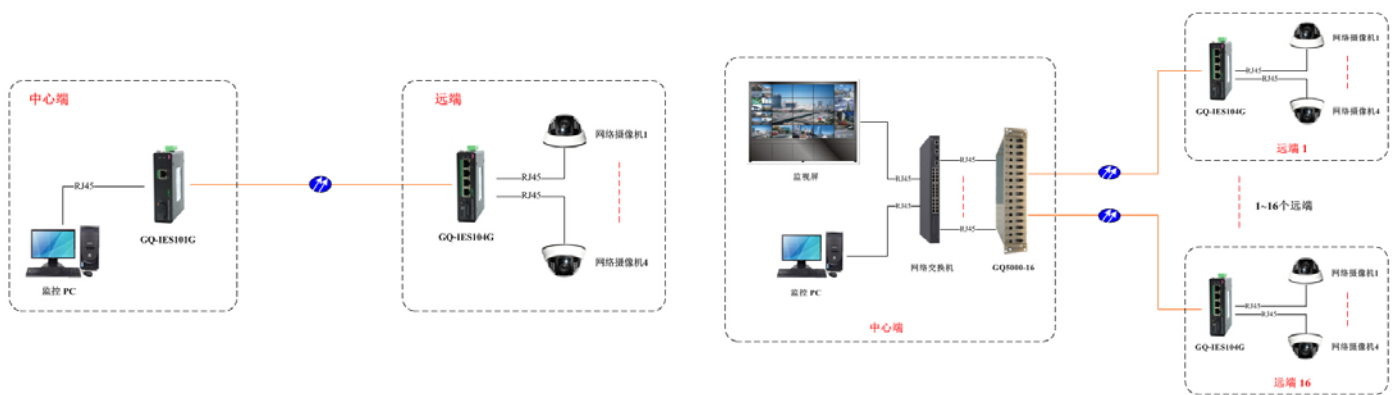 中心端
RJ45
GQ-IES101G
监控 PC
远端
GQ-IES104G
RJ45
RJ45
网络摄像机1
网络摄像机4
监视屏
监控 PC
RJ45
RJ45
网络交换机
RJ45
RJ45
GQ5000-16
中心端
GQ-IES104G
RJ45
RJ45
网络摄像机1
网络摄像机4
远端 1
1~16个远端
GQ-IES104G
RJ45
RJ45
网络摄像机1
网络摄像机4
远端 16